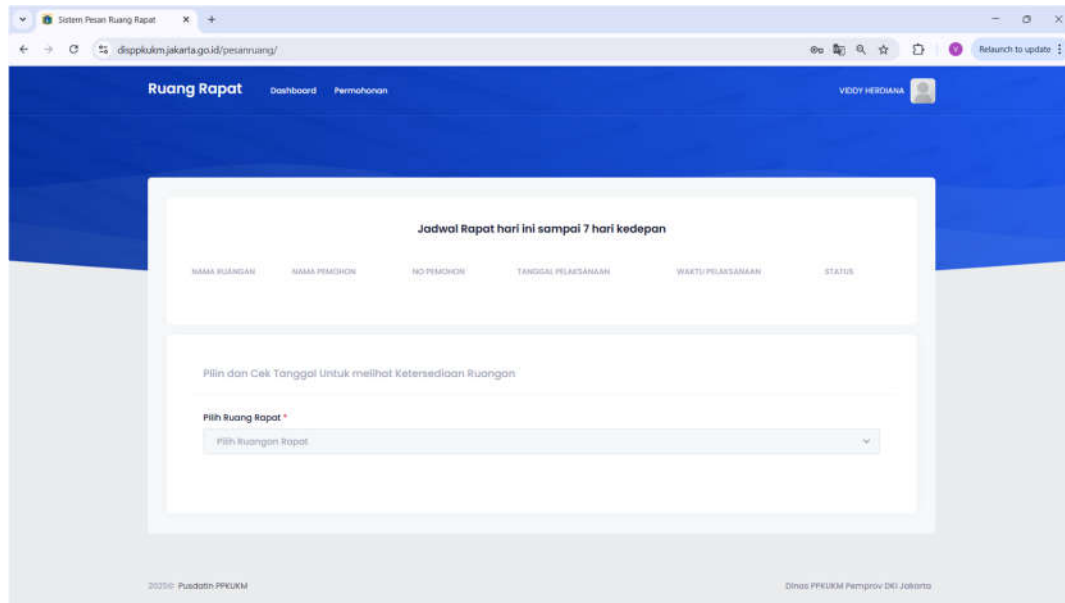 Sistem Pesan Ruang Rapat
disppkukm.jakarta.go.id/pesanruang/
Relaunch to update
Ruang Rapat Dashboard Permohonan VIDDY HERDIANA
Jadwal Rapat hari ini sampai 7 hari kedepan
NAMA RUANGAN NAMA PEMOHON NO PEMOHON TANGGAL PELAKSANAAN WAKTU PELAKSANAAN STATUS
Pilin dan Cek Tanggal Untuk melihat Ketersediaan Ruangan
Pilih Ruang Rapat *
Pilih Ruangan Rapat
2025© Pusdatin PPKUKM Dinas PPKUKM Pemprov DKI Jakarta